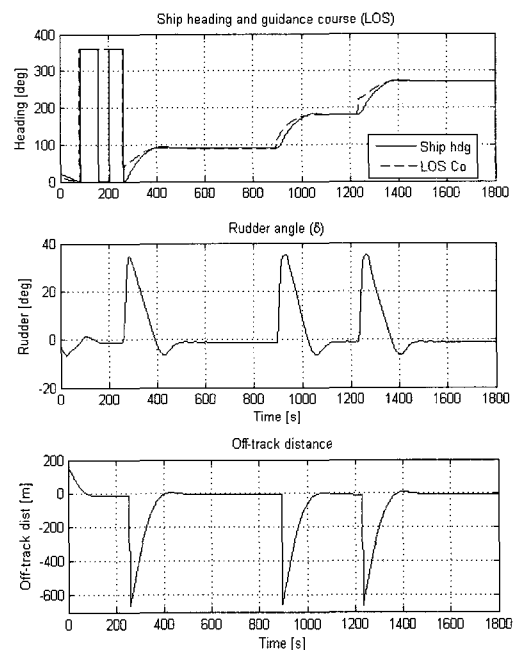 Ship heading and guidance course (LOS)
Heading [deg]
400
300
200
100
0
Ship hdg
LOS Co
0 200 400 600 800 1000 1200 1400 1600 1800
Rudder angle (δ)
Rudder [deg]
40
20
0
-20
0 200 400 600 800 1000 1200 1400 1600 1800
Time [s]
Off-track distance
Off-track dist [m]
200
0
-200
-400
-600
0 200 400 600 800 1000 1200 1400 1600 1800
Time [s]